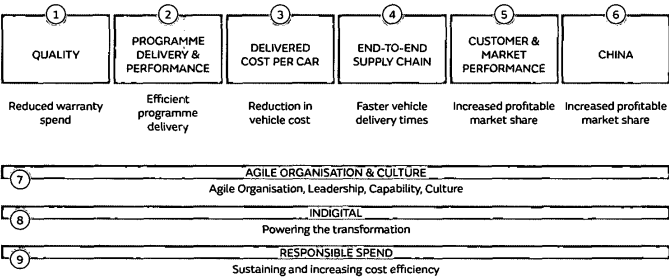 1
QUALITY
Reduced warranty
spend
2
PROGRAMME
DELIVERY &
PERFORMANCE
Efficient
programme
delivery
3
DELIVERED
COST PER CAR
Reduction in
vehicle cost
4
END-TO-END
SUPPLY CHAIN
Faster vehicle
delivery times
5
CUSTOMER &
MARKET
PERFORMANCE
Increased profitable
market share
6
CHINA
Increased profitable
market share
7
AGILE ORGANISATION & CULTURE
Agile Organisation, Leadership, Capability, Culture
8
INDIGITAL
Powering the transformation
9
RESPONSIBLE SPEND
Sustaining and increasing cost efficiency